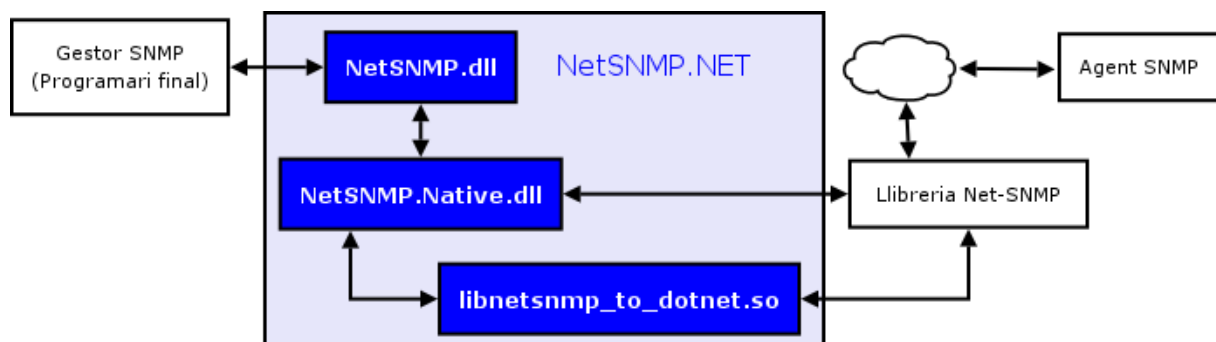 Gestor SNMP
(Programari final)
NetSNMP.dll
NetSNMP.NET
Agent SNMP
NetSNMP.Native.dll
Llibreria Net-SNMP
libnetsnmp_to_dotnet.so